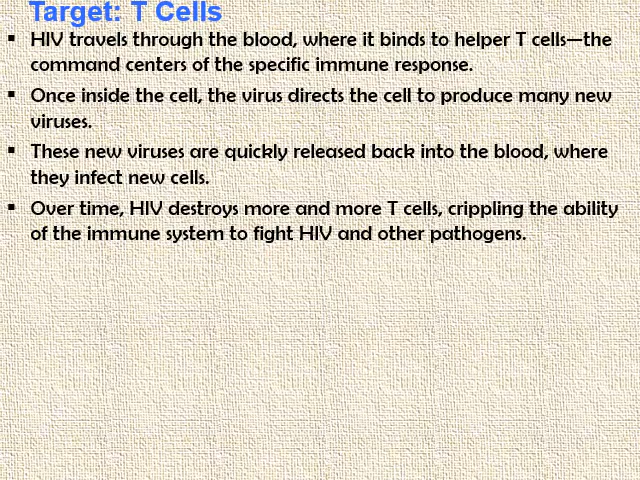 Target: T Cells
▪ HIV travels through the blood, where it binds to helper T cells—the
command centers of the specific immune response.
▪ Once inside the cell, the virus directs the cell to produce many new
viruses.
▪ These new viruses are quickly released back into the blood, where
they infect new cells.
▪ Over time, HIV destroys more and more T cells, crippling the ability
of the immune system to fight HIV and other pathogens.